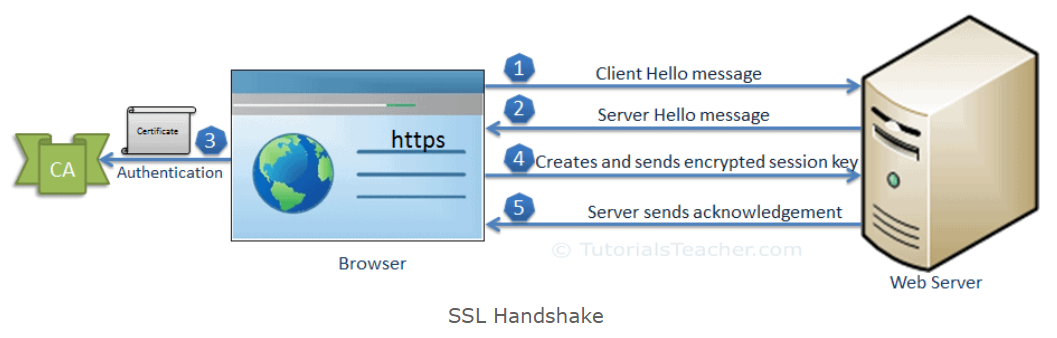 1
Client Hello message
2
Server Hello message
Certificate
3
https
CA
Authentication
4
Creates and sends encrypted session key
5
Server sends acknowledgement
© TutorialsTeacher.com
Browser
Web Server
SSL Handshake